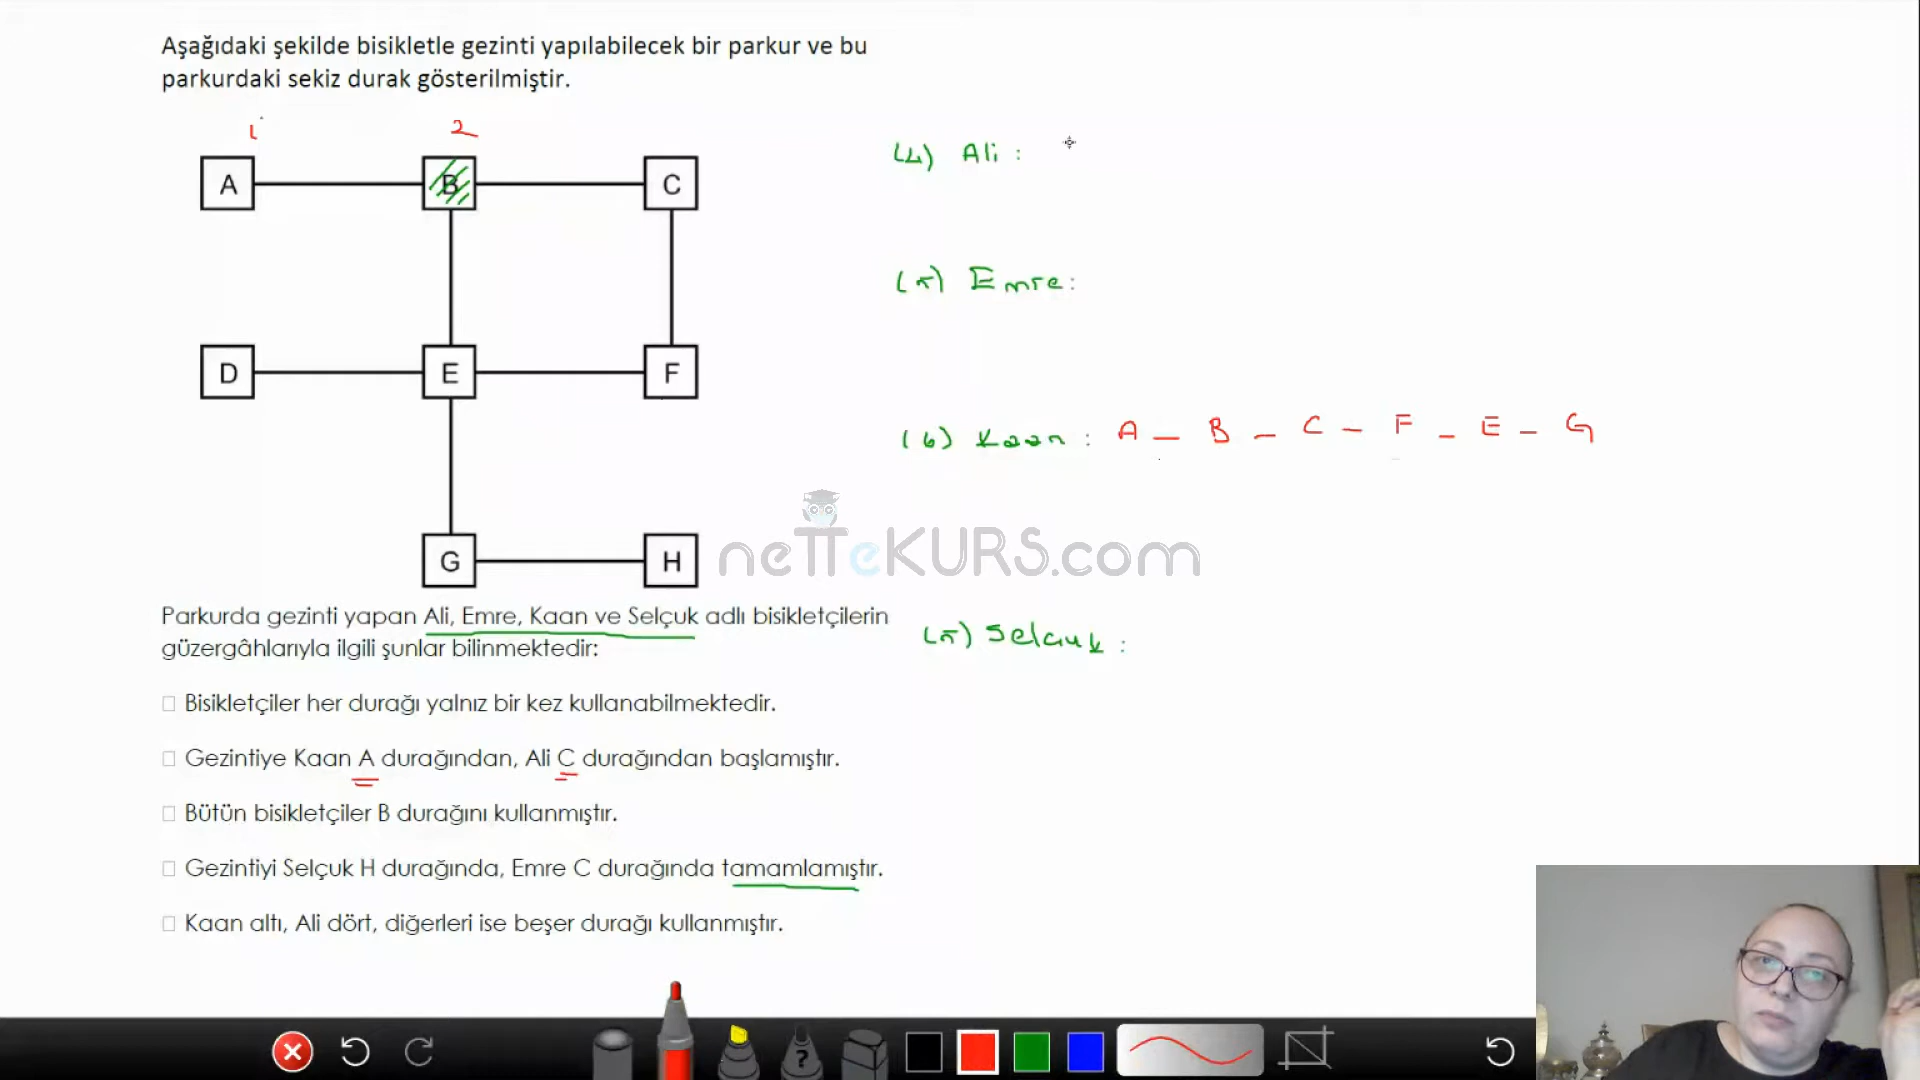 Aşağıdaki şekilde bisikletle gezinti yapılabilecek bir parkur ve bu
parkurdaki sekiz durak gösterilmiştir.
1 2
A B C
D E F
G H
(4) Ali :
(5) Emre:
(6) Kaan : A – B – C – F – E – G
(5) Selçuk :
netteKURS.com
Parkurda gezinti yapan Ali, Emre, Kaan ve Selçuk adlı bisikletçilerin
güzergâhlarıyla ilgili şunlar bilinmektedir:
Bisikletçiler her durağı yalnız bir kez kullanabilmektedir.
Gezintiye Kaan A durağından, Ali C durağından başlamıştır.
Bütün bisikletçiler B durağını kullanmıştır.
Gezintiyi Selçuk H durağında, Emre C durağında tamamlamıştır.
Kaan altı, Ali dört, diğerleri ise beşer durağı kullanmıştır.
?